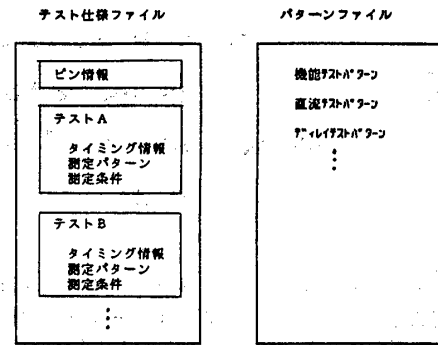 テスト仕様ファイル
ピン情報
テストA
タイミング情報
測定パターン
測定条件
テストB
タイミング情報
測定パターン
測定条件
パターンファイル
機能ﾃｽﾄﾊﾟﾀｰﾝ
直流ﾃｽﾄﾊﾟﾀｰﾝ
ﾃﾞｨﾚｲﾃｽﾄﾊﾟﾀｰﾝ